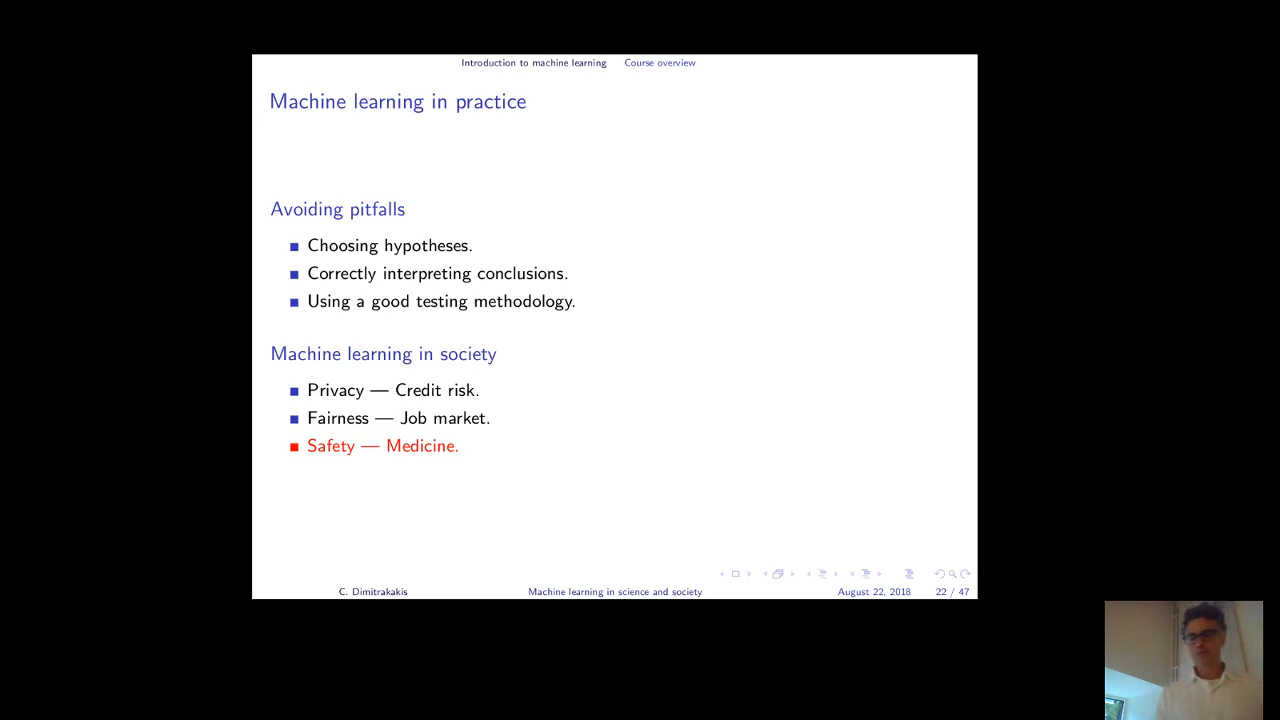 Introduction to machine learning Course overview
Machine learning in practice
Avoiding pitfalls
Choosing hypotheses.
Correctly interpreting conclusions.
Using a good testing methodology.
Machine learning in society
Privacy — Credit risk.
Fairness — Job market.
Safety — Medicine.
C. Dimitrakakis Machine learning in science and society August 22, 2018 22 / 47